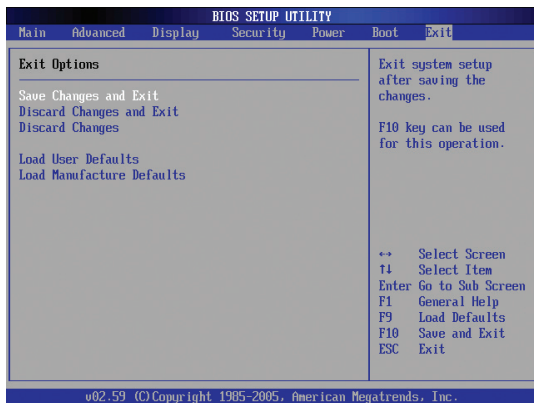 BIOS SETUP UTILITY
Main Advanced Display Security Power Boot Exit
Exit Options
Save Changes and Exit
Discard Changes and Exit
Discard Changes
Load User Defaults
Load Manufacture Defaults
Exit system setup
after saving the
changes.
F10 key can be used
for this operation.
↔ Select Screen
↑↓ Select Item
Enter Go to Sub Screen
F1 General Help
F9 Load Defaults
F10 Save and Exit
ESC Exit
v02.59 (C)Copyright 1985-2005, American Megatrends, Inc.